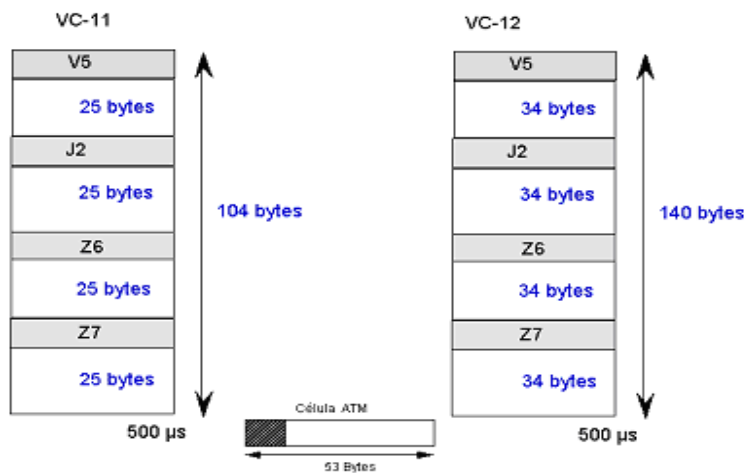 VC-11
V5
25 bytes
J2
25 bytes
Z6
25 bytes
Z7
25 bytes
104 bytes
500 µs
Célula ATM
53 Bytes
VC-12
V5
34 bytes
J2
34 bytes
Z6
34 bytes
Z7
34 bytes
140 bytes
500 µs